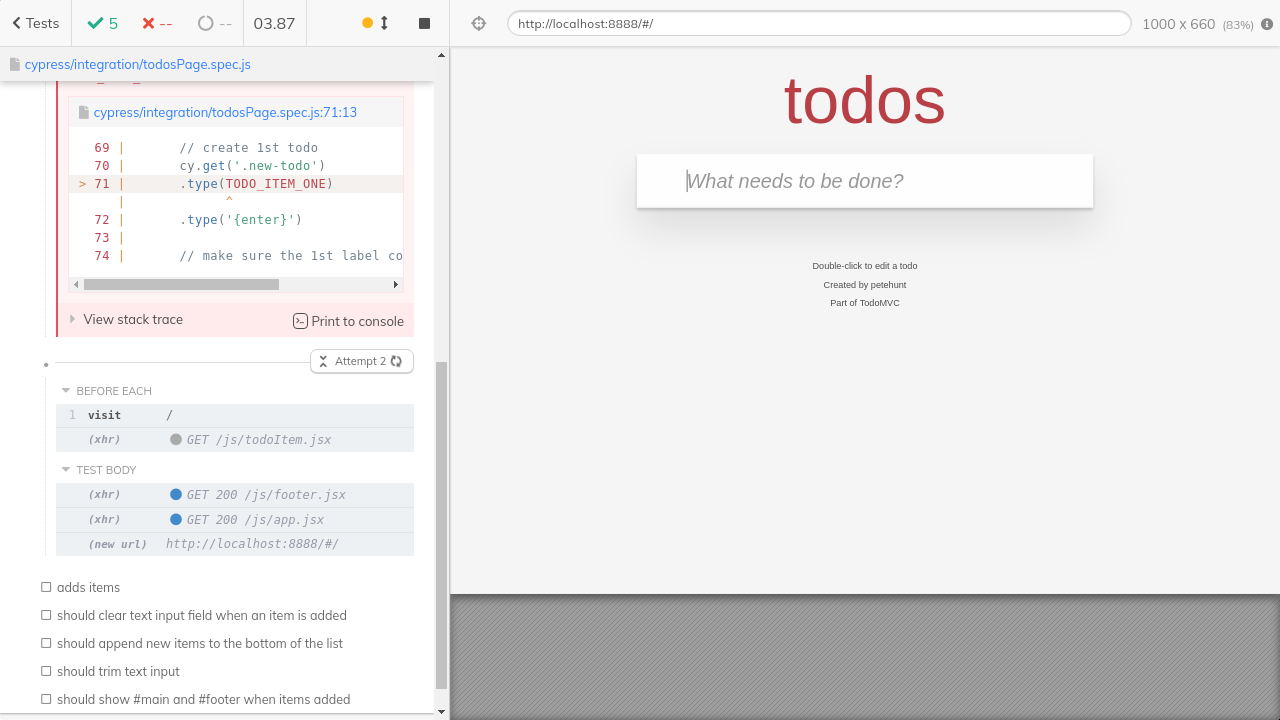 Tests
5
--
--
03.87
http://localhost:8888/#/
1000 x 660 (83%)
cypress/integration/todosPage.spec.js
cypress/integration/todosPage.spec.js:71:13
69 | // create 1st todo
70 | cy.get('.new-todo')
> 71 | .type(TODO_ITEM_ONE)
| ^
72 | .type('{enter}')
73 |
74 | // make sure the 1st label co
View stack trace
Print to console
Attempt 2
BEFORE EACH
1 visit /
(xhr) GET /js/todoItem.jsx
TEST BODY
(xhr) GET 200 /js/footer.jsx
(xhr) GET 200 /js/app.jsx
(new url) http://localhost:8888/#/
adds items
should clear text input field when an item is added
should append new items to the bottom of the list
should trim text input
should show #main and #footer when items added
todos
What needs to be done?
Double-click to edit a todo
Created by petehunt
Part of TodoMVC